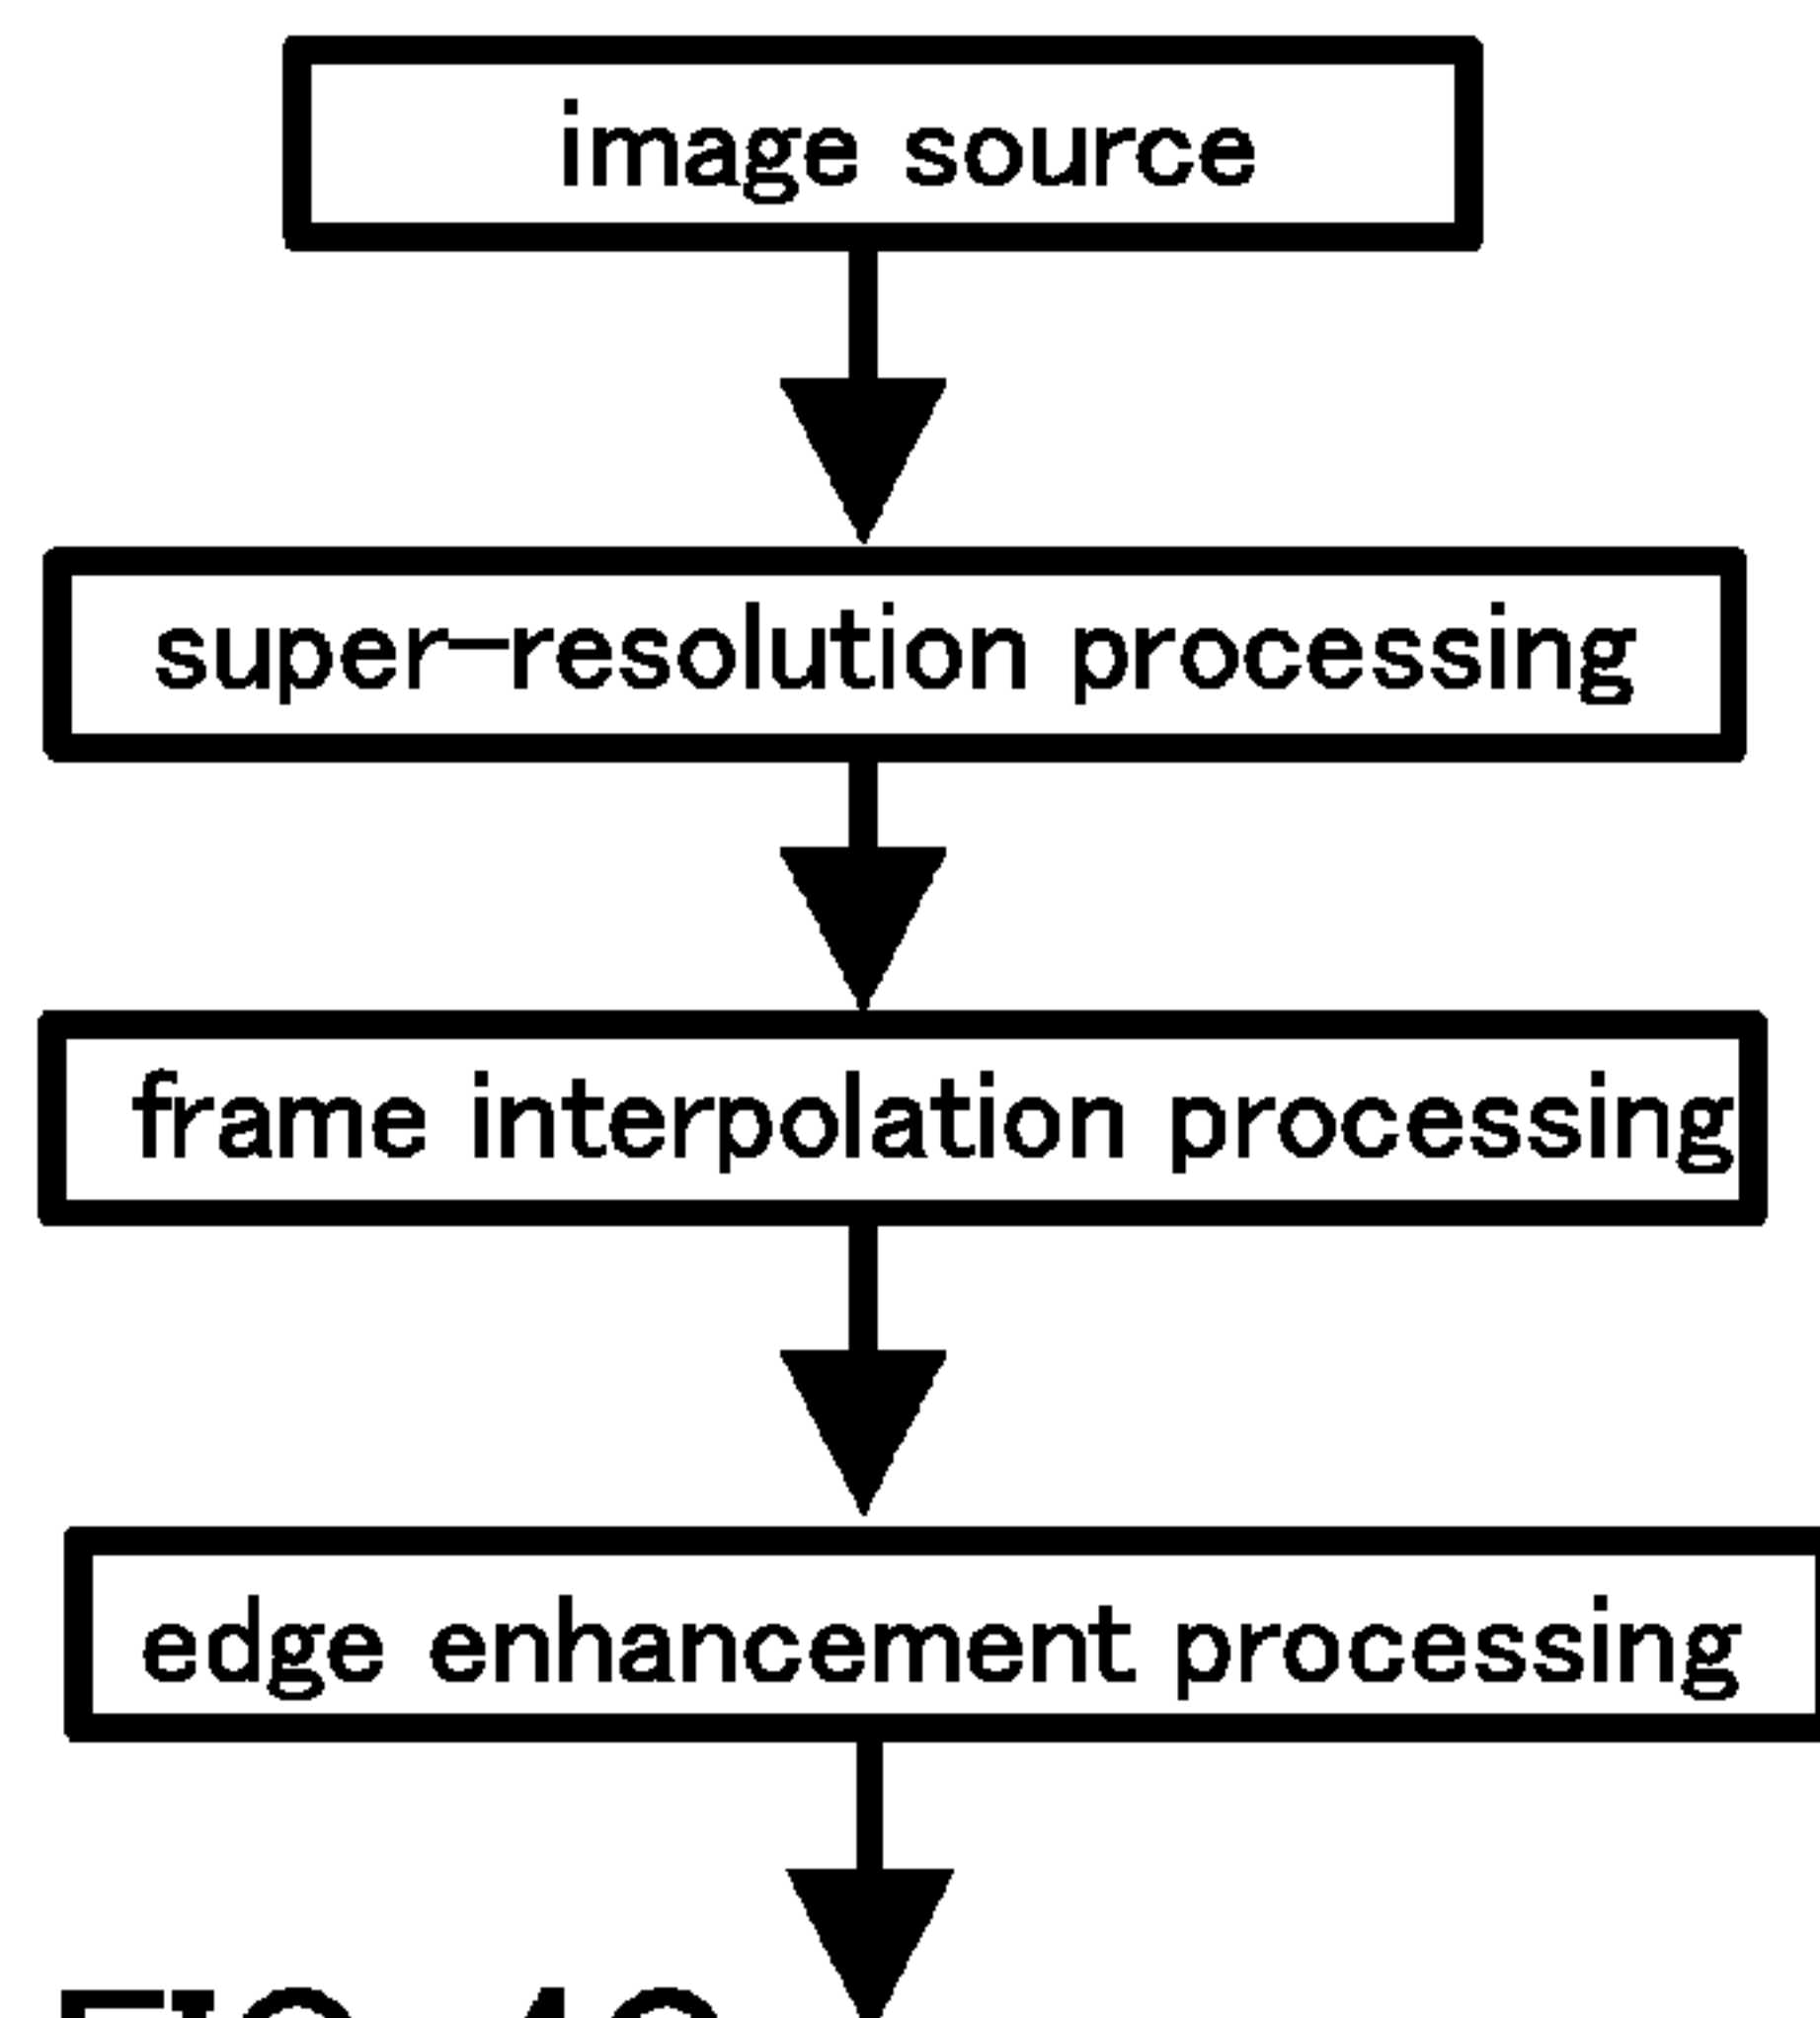 image source
super-resolution processing
frame interpolation processing
edge enhancement processing